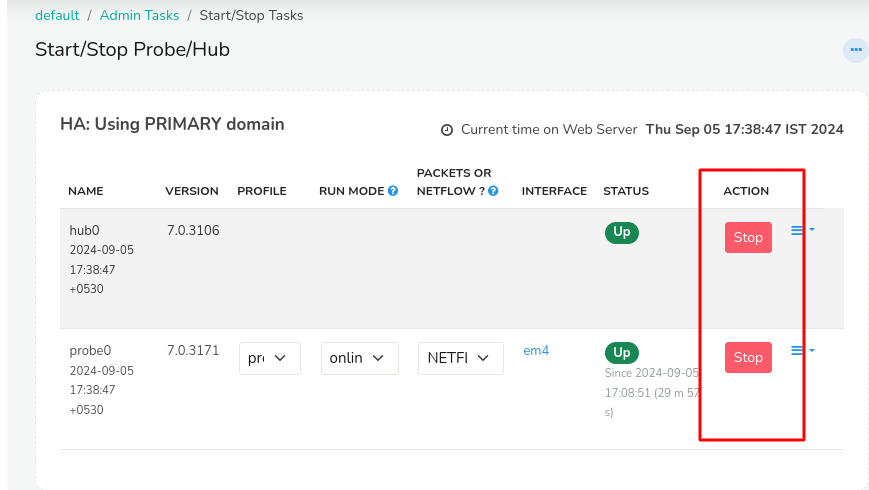 default / Admin Tasks / Start/Stop Tasks
Start/Stop Probe/Hub
HA: Using PRIMARY domain
Current time on Web Server Thu Sep 05 17:38:47 IST 2024
NAME VERSION PROFILE RUN MODE PACKETS OR NETFLOW ? INTERFACE STATUS ACTION
hub0 7.0.3106 Up Stop
2024-09-05
17:38:47
+0530
probe0 7.0.3171 pr onlin NETFI em4 Up Stop
2024-09-05 Since 2024-09-05
17:38:47 17:08:51 (29 m 57
+0530 s)